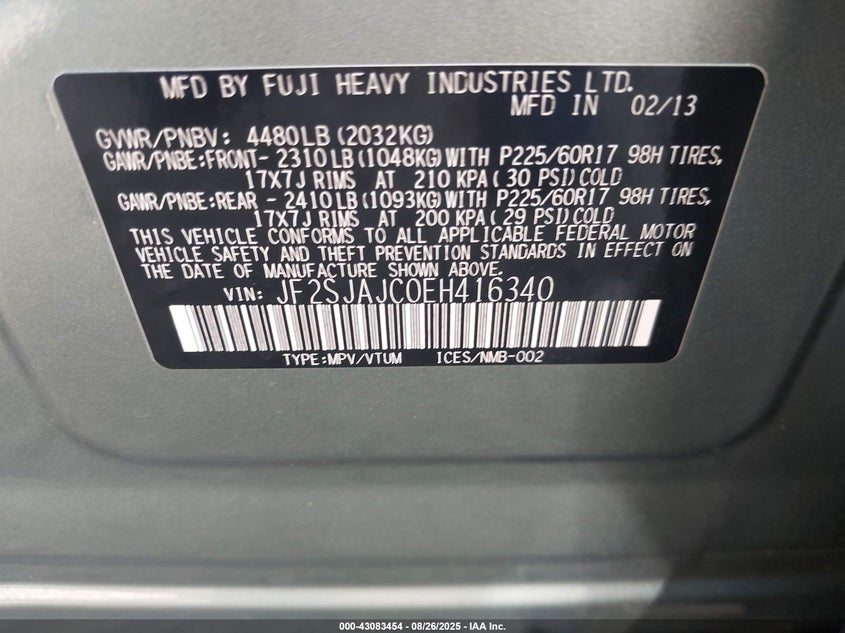 MFD BY FUJI HEAVY INDUSTRIES LTD.
MFD IN 02/13
GVWR/PNBV: 4480LB(2032KG)
GAWR/PNBE:FRONT- 2310LB(1048KG)WITH P225/60R17 98H TIRES,
17X7J RIMS AT 210 KPA( 30 PSI)COLD
GAWR/PNBE:REAR - 2410LB(1093KG)WITH P225/60R17 98H TIRES,
17X7J RIMS AT 200 KPA( 29 PSI)COLD
THIS VEHICLE CONFORMS TO ALL APPLICABLE FEDERAL MOTOR
VEHICLE SAFETY AND THEFT PREVENTION STANDARDS IN EFFECT ON
THE DATE OF MANUFACTURE SHOWN ABOVE.
VIN: JF2SJAJC0EH416340
TYPE:MPV/VTUM ICES/NMB-002
000-43083454 - 08/26/2025 - IAA Inc.